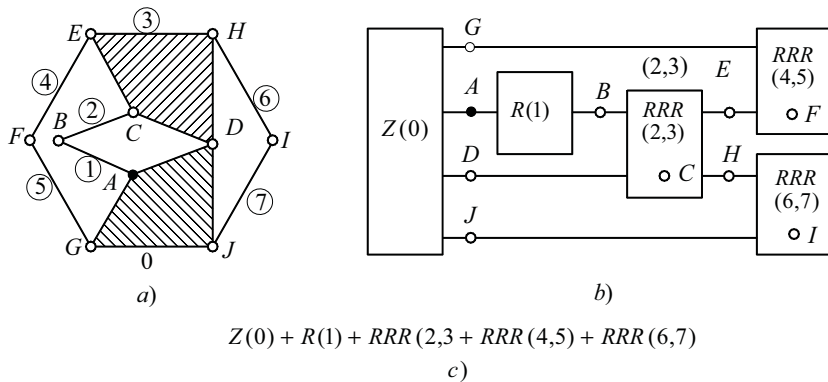 E ③ H
④ B ② ⑥
F C D I
① A
⑤ ⑦
G J
0
a)
G
(2,3) E RRR
(4,5)
A B F
R(1) RRR
(2,3)
Z(0)
D C H RRR
(6,7)
J I
b)
Z(0) + R(1) + RRR(2,3 + RRR(4,5) + RRR(6,7)
c)